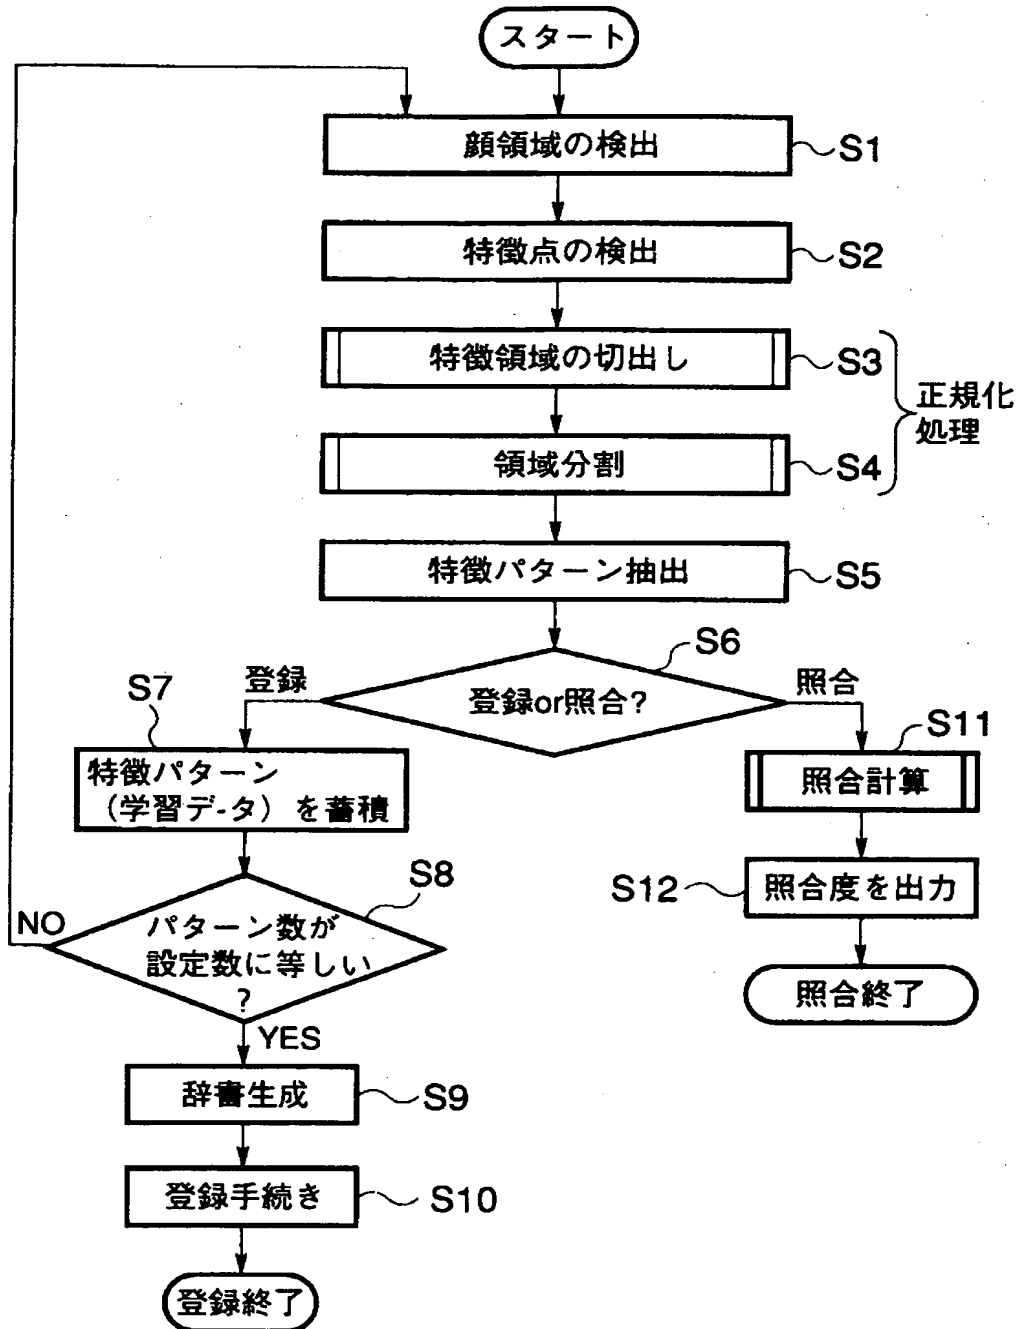 スタート
顔領域の検出
S1
特徴点の検出
S2
特徴領域の切出し
S3
正規化
処理
領域分割
S4
特徴パターン抽出
S5
S6
登録or照合?
登録
照合
S7
特徴パターン
(学習データ)を蓄積
S11
照合計算
S8
パターン数が
設定数に等しい
?
NO
YES
S12
照合度を出力
照合終了
辞書生成
S9
登録手続き
S10
登録終了